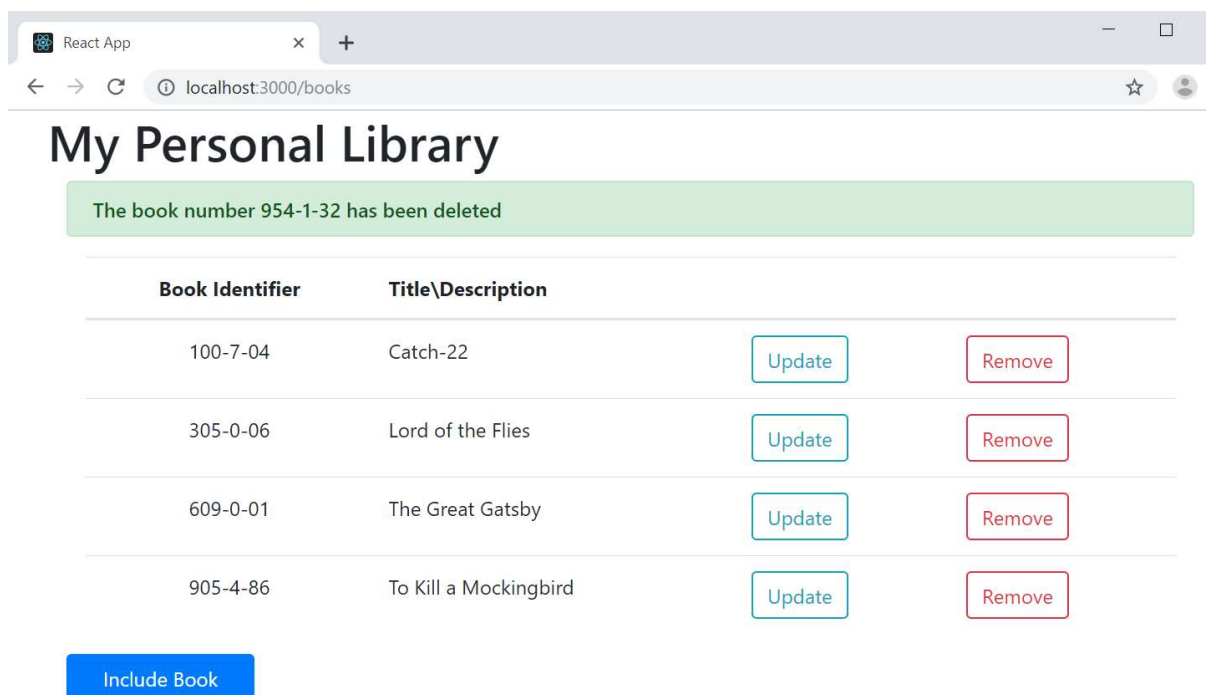 React App
localhost:3000/books
My Personal Library
The book number 954-1-32 has been deleted
Book Identifier Title\Description
100-7-04 Catch-22 Update Remove
305-0-06 Lord of the Flies Update Remove
609-0-01 The Great Gatsby Update Remove
905-4-86 To Kill a Mockingbird Update Remove
Include Book